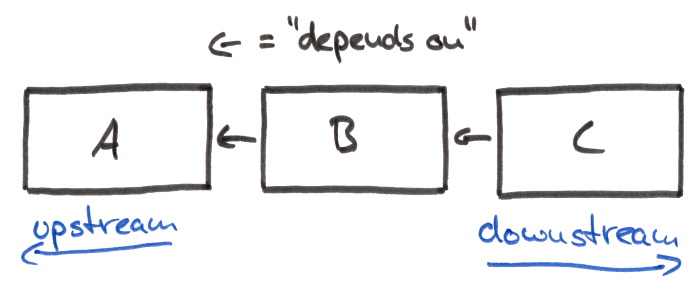 ← = "depends on"
A ← B ← C
upstream
downstream